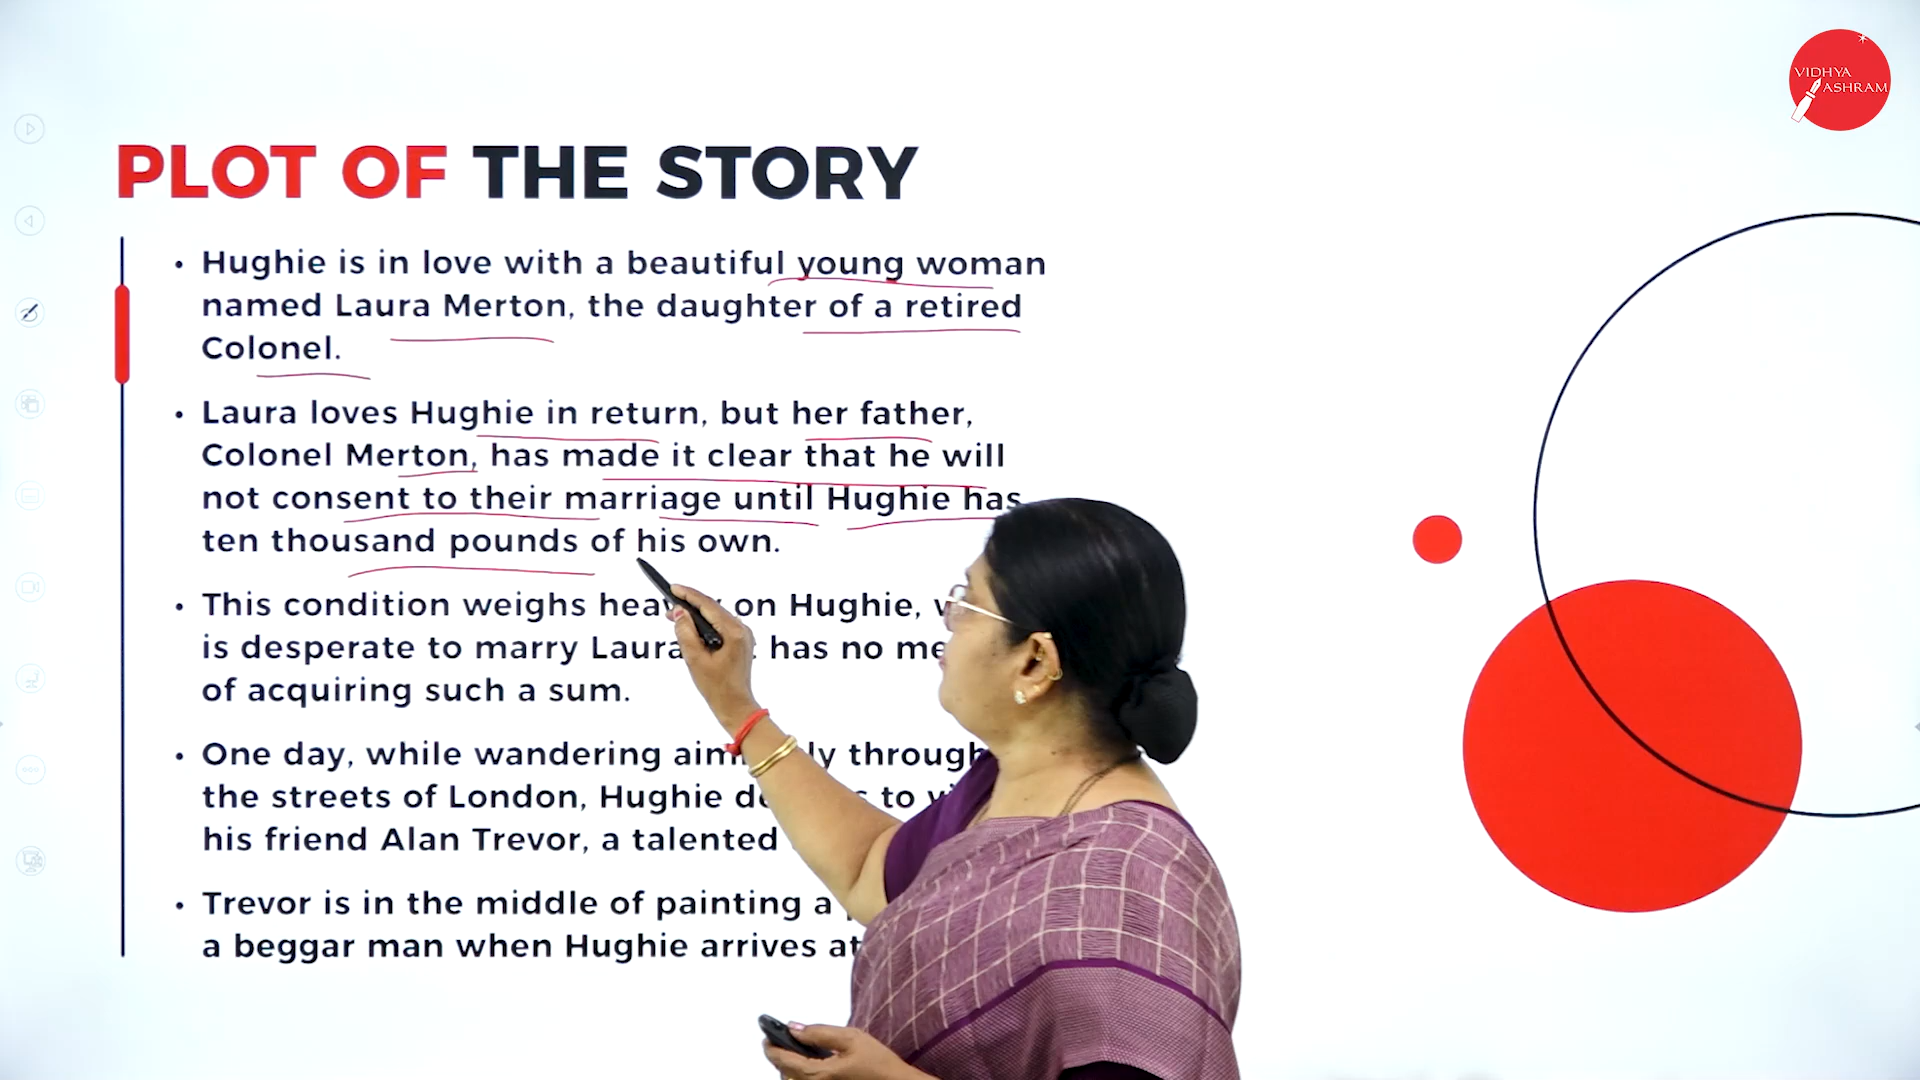 VIDHYA
ASHRAM
PLOT OF THE STORY
• Hughie is in love with a beautiful young woman
named Laura Merton, the daughter of a retired
Colonel.
• Laura loves Hughie in return, but her father,
Colonel Merton, has made it clear that he will
not consent to their marriage until Hughie has
ten thousand pounds of his own.
• This condition weighs on Hughie,
is desperate to marry Laura has no
of acquiring such a sum.
• One day, while wandering through
the streets of London, Hughie to
his friend Alan Trevor, a talented
• Trevor is in the middle of painting a
a beggar man when Hughie arrives at